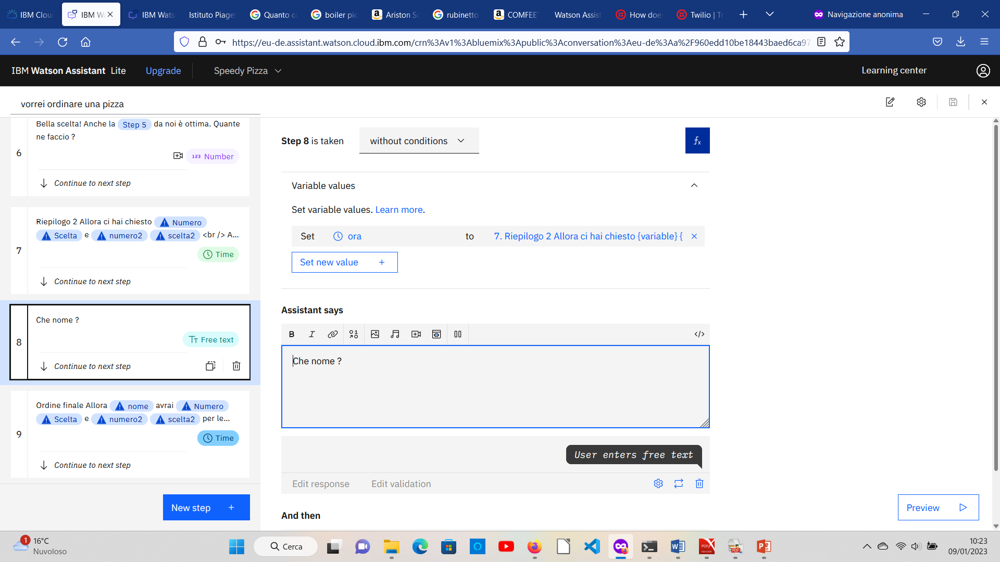 IBM Clou
IBM Wa
IBM Wats
Istituto Piaget
Quanto c
boiler pic
Ariston Sc
rubinetto
COMFEE'
Watson Assist
How doe
Twilio | Tr
Navigazione anonima
https://eu-de.assistant.watson.cloud.ibm.com/crn%3Av1%3Abluemix%3Apublic%3Aconversation%3Aeu-de%3Aa%2F960edd10be18443baed6ca97
IBM Watson Assistant Lite
Upgrade
Speedy Pizza
Learning center
vorrei ordinare una pizza
6
Bella scelta! Anche la Step 5 da noi è ottima. Quante
ne faccio ?
123 Number
Continue to next step
7
Riepilogo 2 Allora ci hai chiesto Numero
Scelta e numero2 scelta2 <br /> A...
Time
Continue to next step
8
Che nome ?
Free text
Continue to next step
9
Ordine finale Allora nome avrai Numero
Scelta e numero2 scelta2 per le...
Time
Continue to next step
New step +
Step 8 is taken
without conditions
fx
Variable values
Set variable values. Learn more.
Set ora to 7. Riepilogo 2 Allora ci hai chiesto {variable} {
Set new value +
Assistant says
B I
</>
Che nome ?
User enters free text
Edit response
Edit validation
And then
Preview
1
16°C
Nuvoloso
Cerca
10:23
09/01/2023